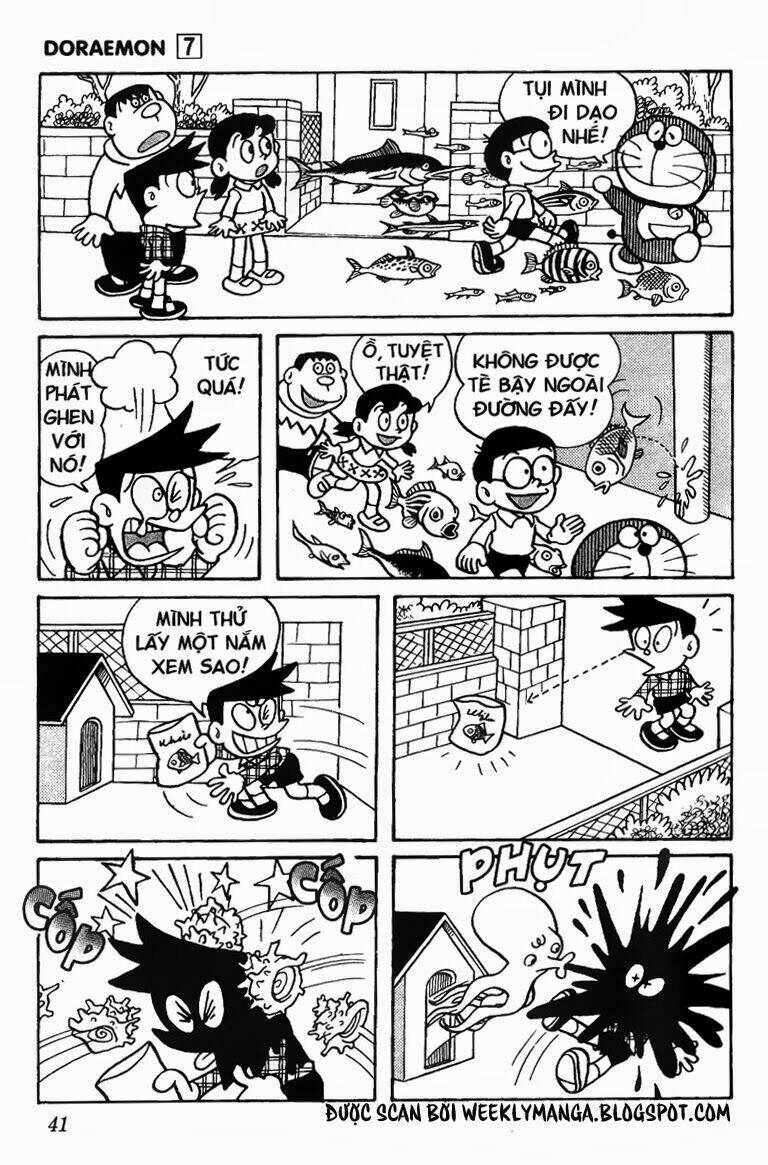 DORAEMON 7
TỤI MÌNH
ĐI DẠO
NHÉ!
MÌNH
PHÁT
GHEN
VỚI
NÓ!
TỨC
QUÁ!
Ồ, TUYỆT
THẬT!
KHÔNG ĐƯỢC
TÈ BẬY NGOÀI
ĐƯỜNG ĐẤY!
MÌNH THỬ
LẤY MỘT NẮM
XEM SAO!
CỐP
CỐP
PHỤT
41
ĐƯỢC SCAN BỞI WEEKLYMANGA.BLOGSPOT.COM